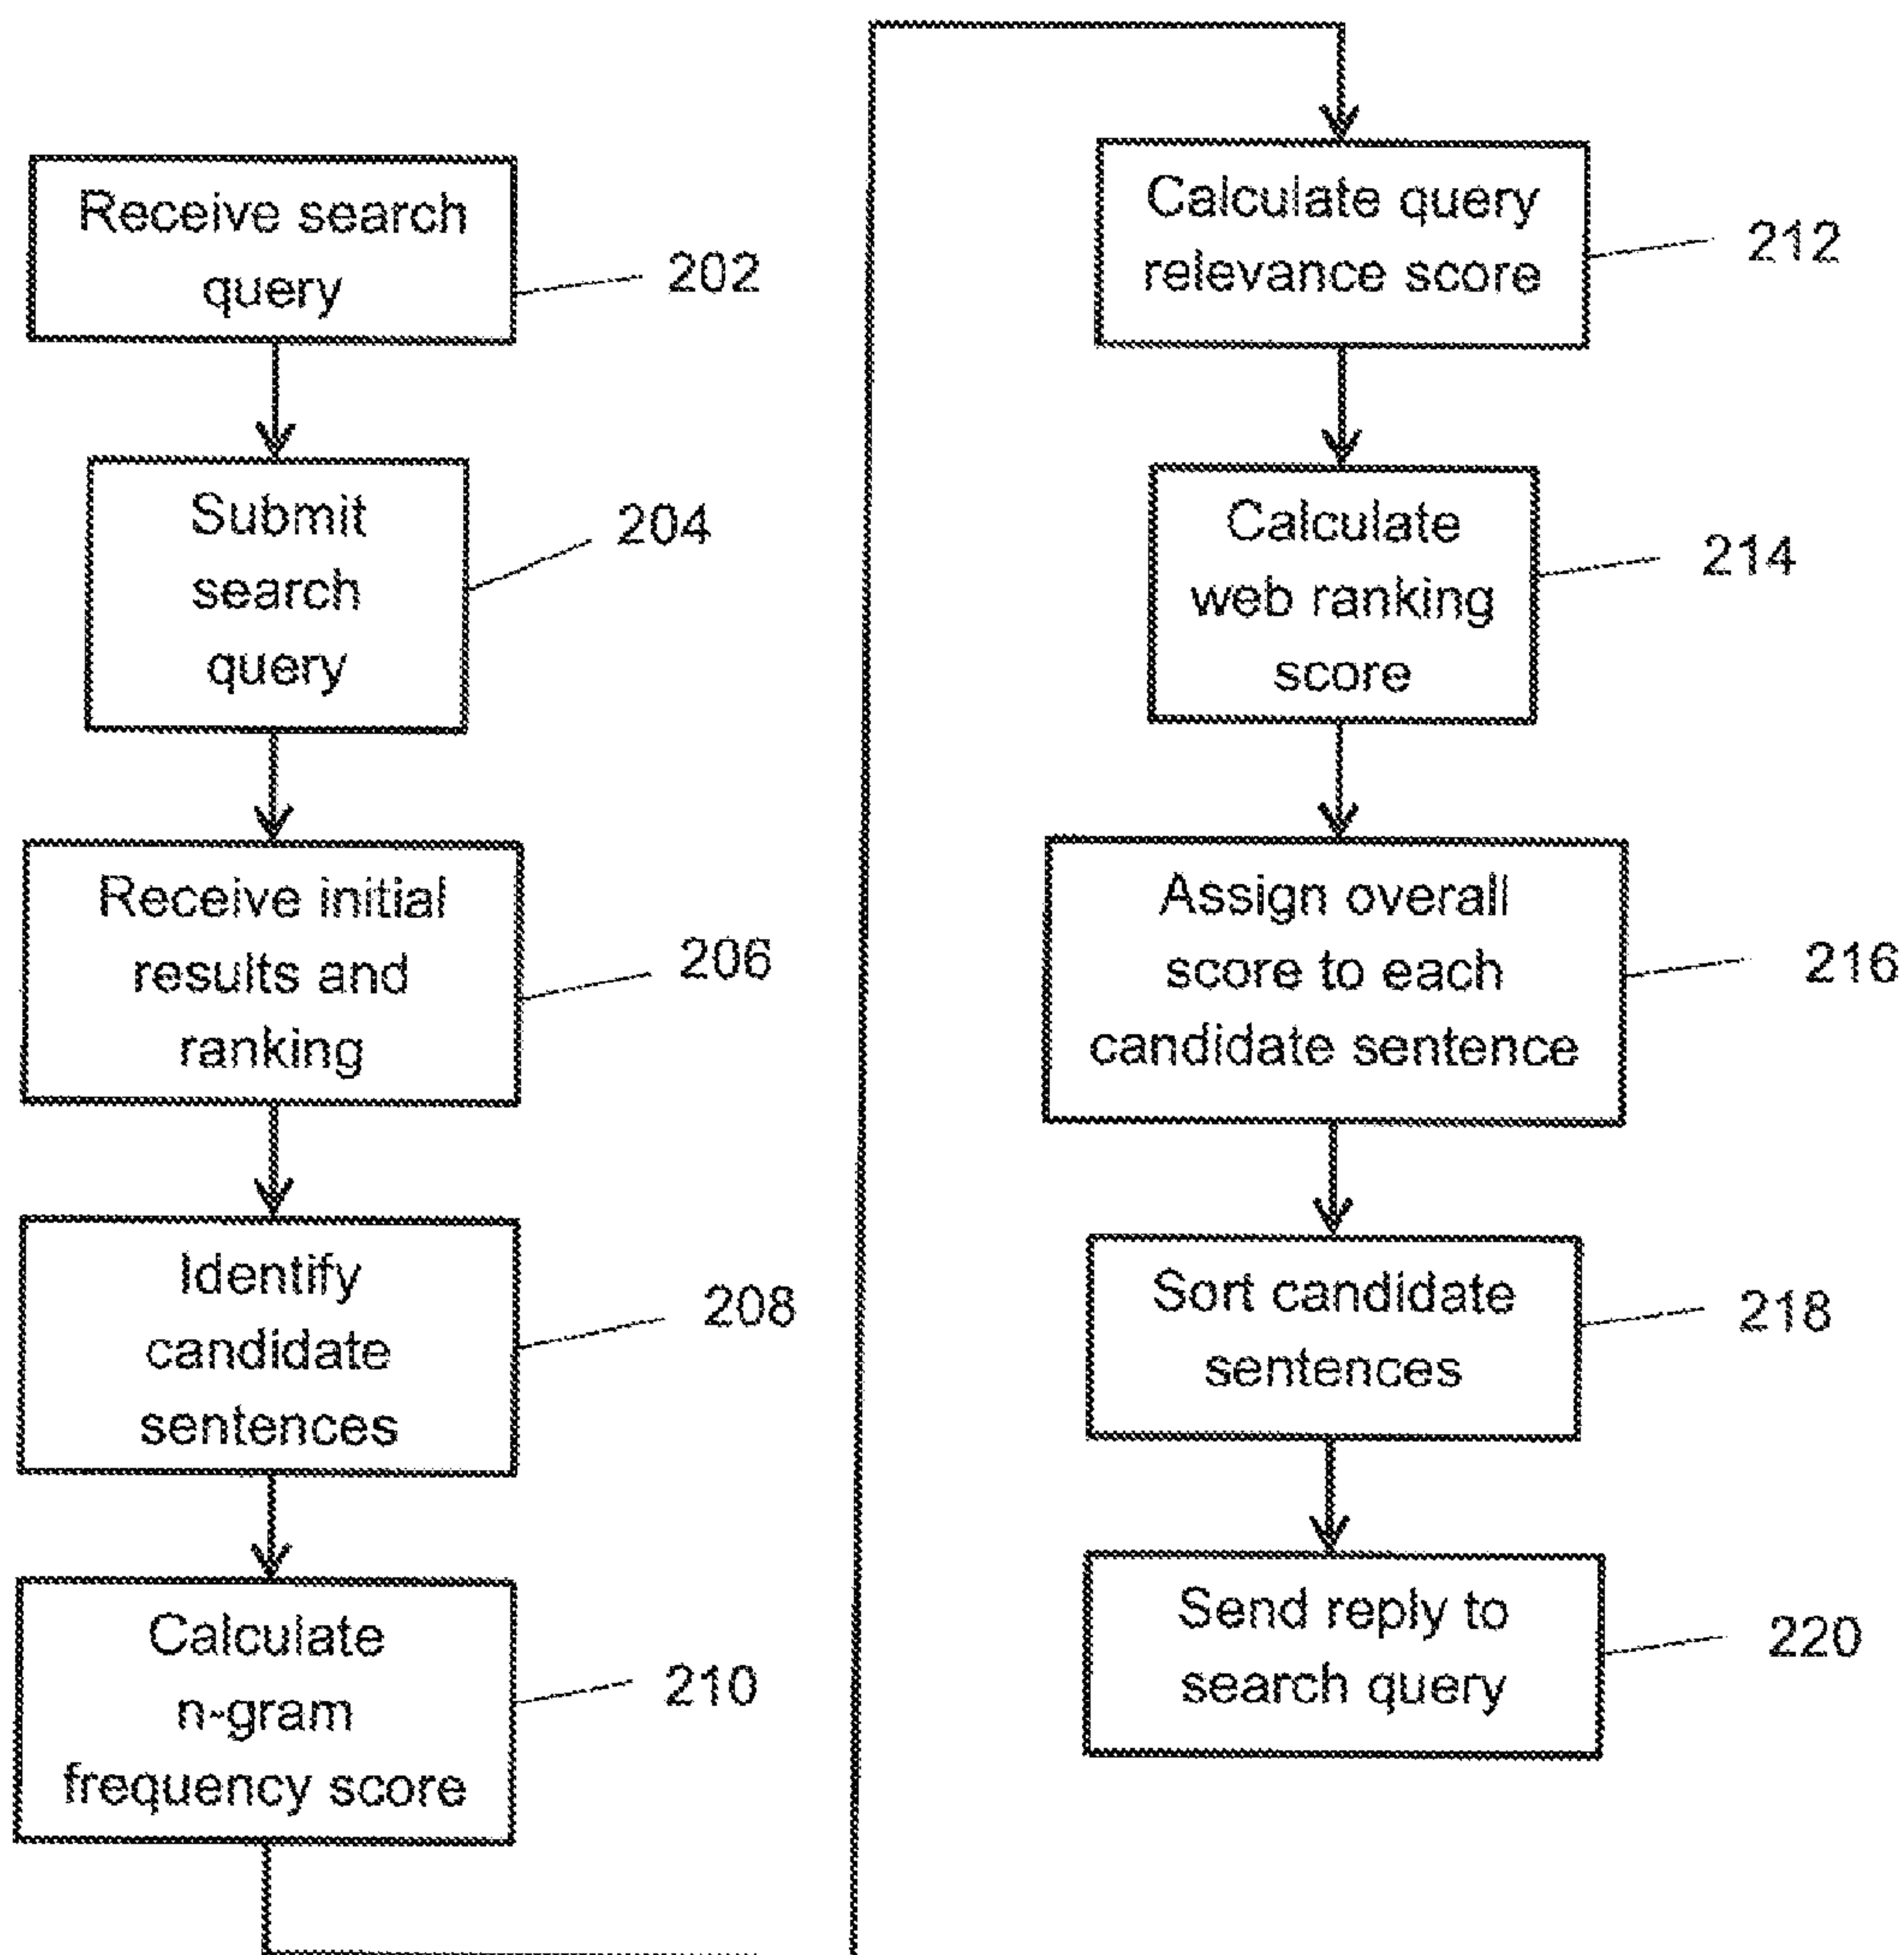 Receive search
query
202
Submit
search
query
204
Receive initial
results and
ranking
206
Identify
candidate
sentences
208
Calculate
n-gram
frequency score
210
Calculate query
relevance score
212
Calculate
web ranking
score
214
Assign overall
score to each
candidate sentence
216
Sort candidate
sentences
218
Send reply to
search query
220